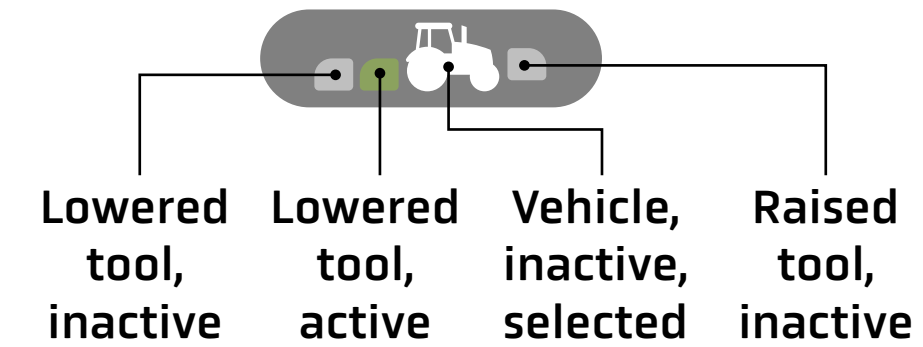 Lowered
tool,
inactive
Lowered
tool,
active
Vehicle,
inactive,
selected
Raised
tool,
inactive